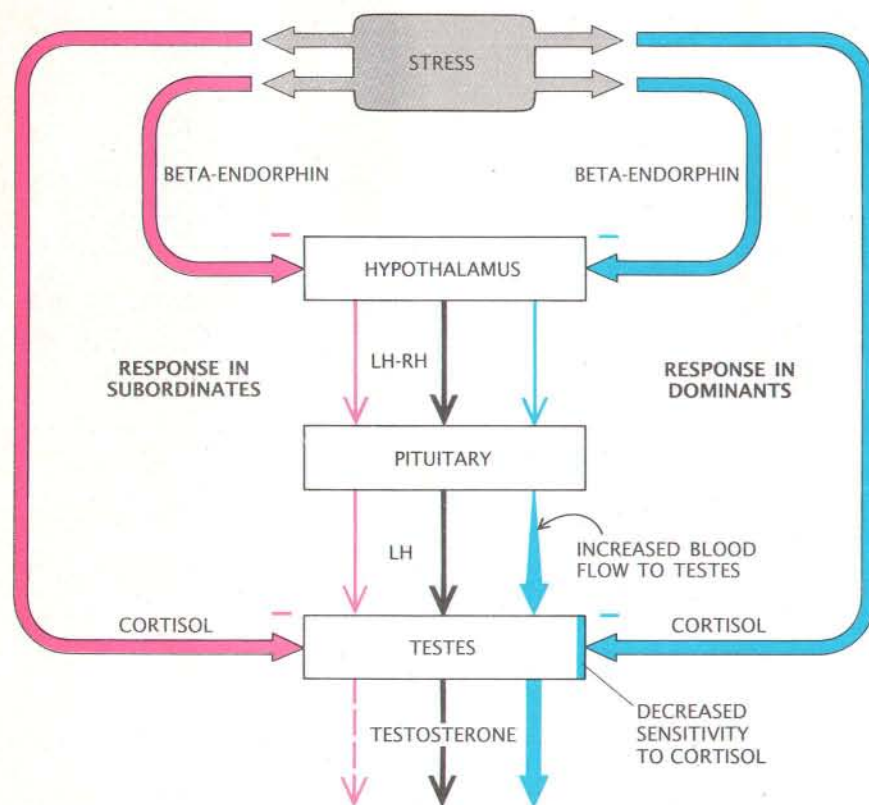 STRESS
BETA-ENDORPHIN
BETA-ENDORPHIN
HYPOTHALAMUS
RESPONSE IN
SUBORDINATES
LH-RH
RESPONSE IN
DOMINANTS
PITUITARY
LH
INCREASED BLOOD
FLOW TO TESTES
CORTISOL
TESTES
CORTISOL
TESTOSTERONE
DECREASED
SENSITIVITY
TO CORTISOL